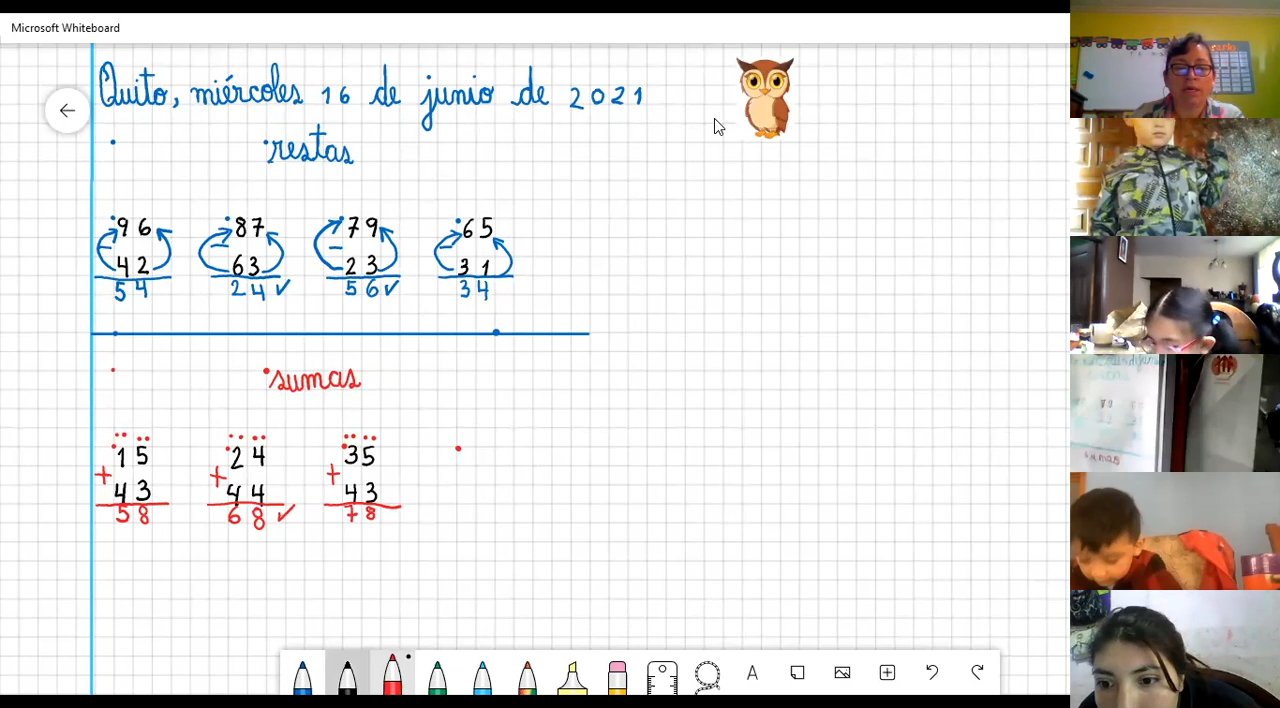 Microsoft Whiteboard
Quito, miércoles 16 de junio de 2021
restas
96 87 79 65
- - - -
42 63 23 31
54 24 ✓ 56 ✓ 34
sumas
15 24 35
+ + +
43 44 43
58 68 ✓ 78
A